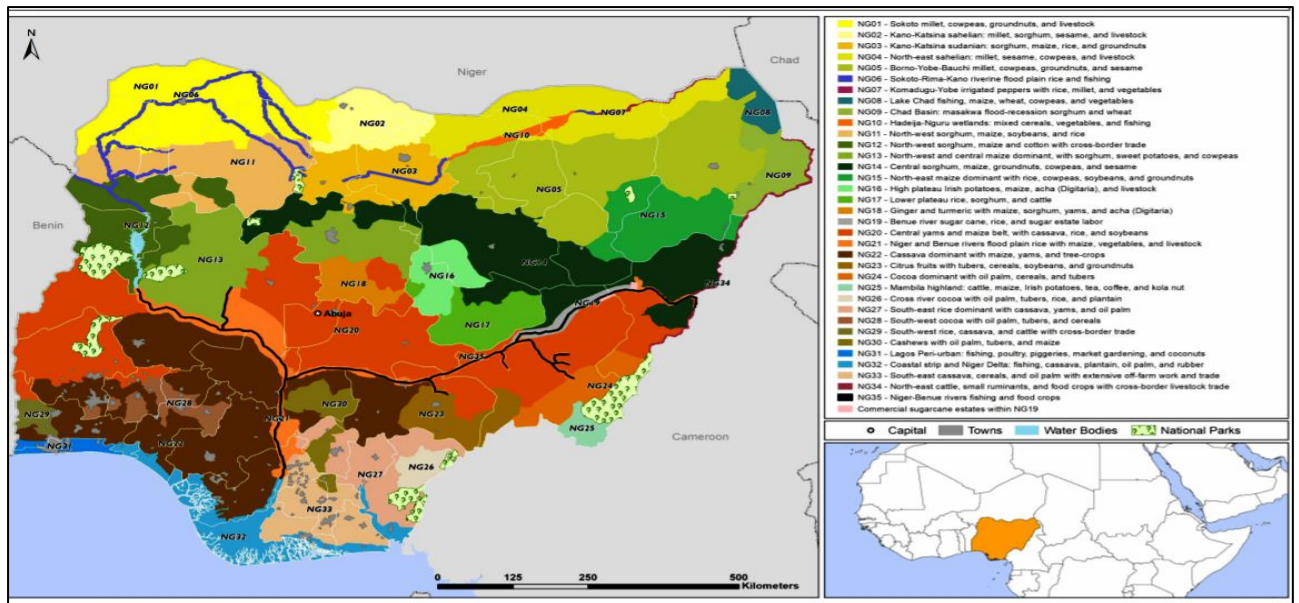 N
Niger
Chad
Benin
Cameroon
NG01
NG06
NG02
NG04
NG07
NG08
NG10
NG11
NG03
NG05
NG09
NG15
NG12
NG13
NG16
NG18
NG34
Abuja
NG20
NG17
NG35
NG24
NG29
NG28
NG30
NG23
NG25
NG31
NG22
NG21
NG27
NG26
NG33
NG32
0 125 250 500
Kilometers
NG01 - Sokoto millet, cowpeas, groundnuts, and livestock
NG02 - Kano-Katsina sahelian: millet, sorghum, sesame, and livestock
NG03 - Kano-Katsina sudanian: sorghum, maize, rice, and groundnuts
NG04 - North-east sahelian: millet, sesame, cowpeas, and livestock
NG05 - Borno-Yobe-Bauchi millet, cowpeas, groundnuts, and sesame
NG06 - Sokoto-Rima-Kano riverine flood plain rice and fishing
NG07 - Komadugu-Yobe irrigated peppers with rice, millet, and vegetables
NG08 - Lake Chad fishing, maize, wheat, cowpeas, and vegetables
NG09 - Chad Basin: masakwa flood-recession sorghum and wheat
NG10 - Hadeija-Nguru wetlands: mixed cereals, vegetables, and fishing
NG11 - North-west sorghum, maize, soybeans, and rice
NG12 - North-west sorghum, maize and cotton with cross-border trade
NG13 - North-west and central maize dominant, with sorghum, sweet potatoes, and cowpeas
NG14 - Central sorghum, maize, groundnuts, cowpeas, and sesame
NG15 - North-east maize dominant with rice, cowpeas, soybeans, and groundnuts
NG16 - High plateau Irish potatoes, maize, acha (Digitaria), and livestock
NG17 - Lower plateau rice, sorghum, and cattle
NG18 - Ginger and turmeric with maize, sorghum, yams, and acha (Digitaria)
NG19 - Benue river sugar cane, rice, and sugar estate labor
NG20 - Central yams and maize belt, with cassava, rice, and soybeans
NG21 - Niger and Benue rivers flood plain rice with maize, vegetables, and livestock
NG22 - Cassava dominant with maize, yams, and tree-crops
NG23 - Citrus fruits with tubers, cereals, soybeans, and groundnuts
NG24 - Cocoa dominant with oil palm, cereals, and tubers
NG25 - Mambila highland: cattle, maize, Irish potatoes, tea, coffee, and kola nut
NG26 - Cross river cocoa with oil palm, tubers, rice, and plantain
NG27 - South-east rice dominant with cassava, yams, and oil palm
NG28 - South-west cocoa with oil palm, tubers, and cereals
NG29 - South-west rice, cassava, and cattle with cross-border trade
NG30 - Cashews with oil palm, tubers, and maize
NG31 - Lagos Peri-urban: fishing, poultry, piggeries, market gardening, and coconuts
NG32 - Coastal strip and Niger Delta: fishing, cassava, plantain, oil palm, and rubber
NG33 - South-east cassava, cereals, and oil palm with extensive off-farm work and trade
NG34 - North-east cattle, small ruminants, and food crops with cross-border livestock trade
NG35 - Niger-Benue rivers fishing and food crops
Commercial sugarcane estates within NG19
Capital
Towns
Water Bodies
National Parks